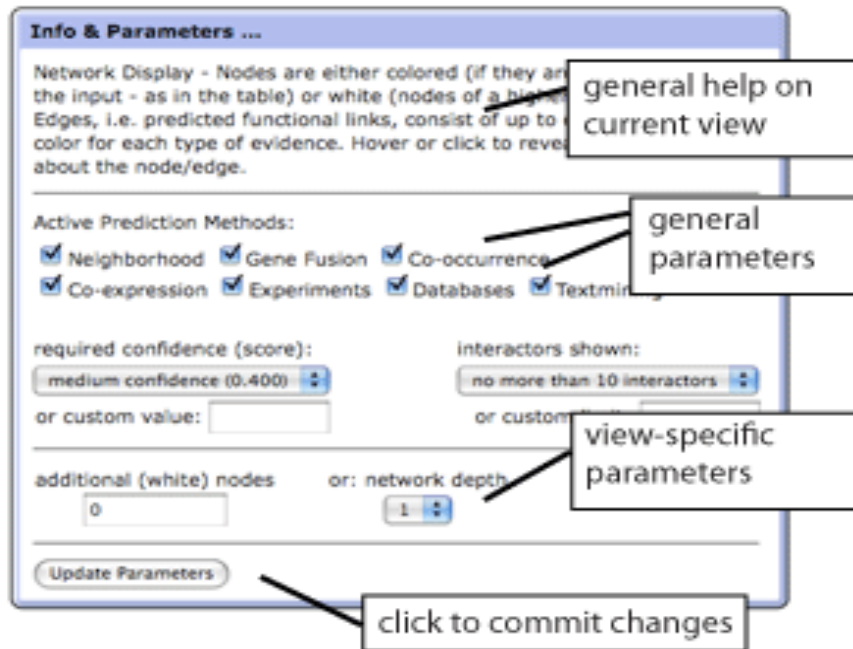 Info & Parameters ...
Network Display - Nodes are either colored (if they are
the input - as in the table) or white (nodes of a higher
Edges, i.e. predicted functional links, consist of up to
color for each type of evidence. Hover or click to reveal
about the node/edge.
general help on
current view
Active Prediction Methods:
Neighborhood Gene Fusion Co-occurrence
Co-expression Experiments Databases Textmining
general
parameters
required confidence (score): interactors shown:
medium confidence (0.400) no more than 10 interactors
or custom value: or custom
view-specific
parameters
additional (white) nodes or: network depth
0 1
Update Parameters
click to commit changes